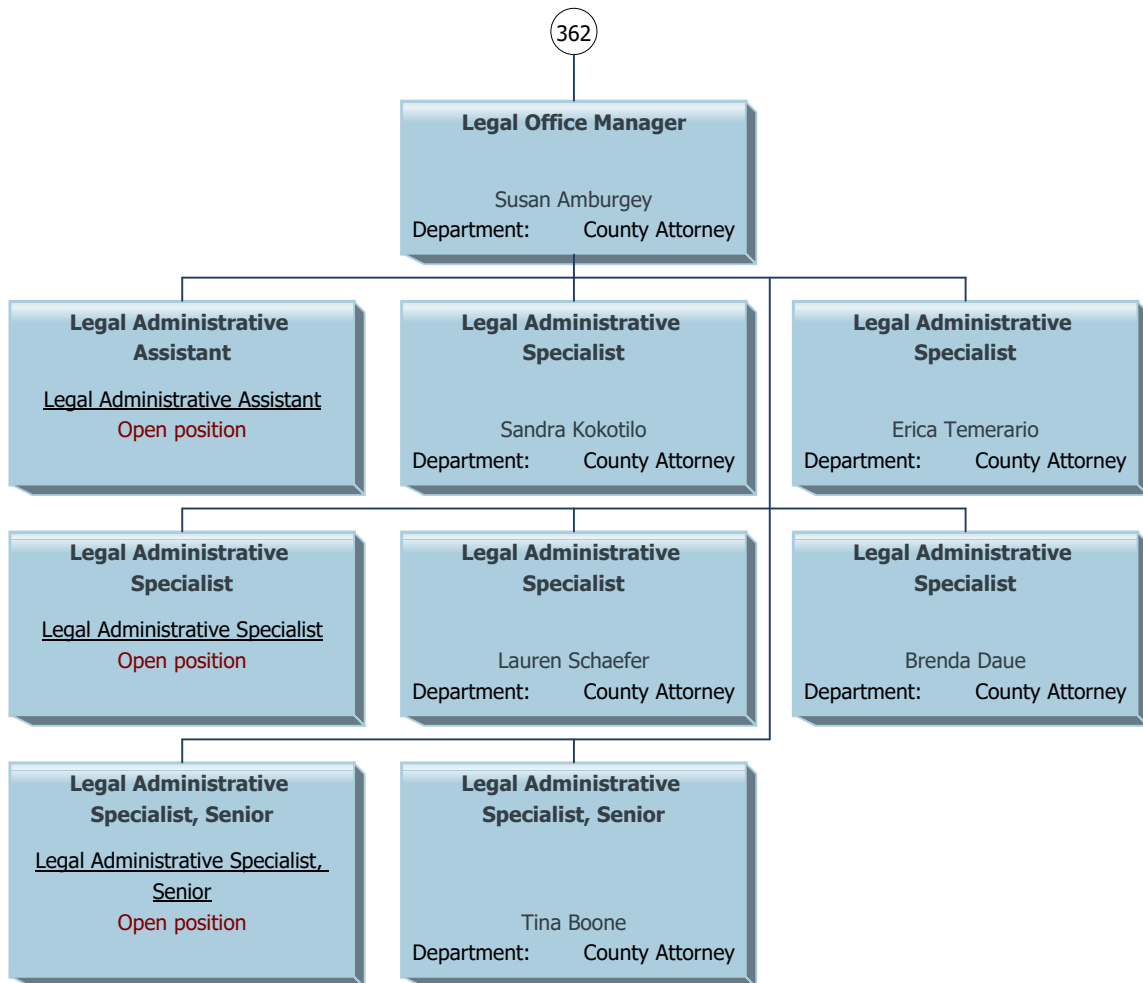 362
Legal Office Manager
Susan Amburgey
Department: County Attorney
Legal Administrative
Assistant
Legal Administrative Assistant
Open position
Legal Administrative
Specialist
Sandra Kokotilo
Department: County Attorney
Legal Administrative
Specialist
Erica Temerario
Department: County Attorney
Legal Administrative
Specialist
Legal Administrative Specialist
Open position
Legal Administrative
Specialist
Lauren Schaefer
Department: County Attorney
Legal Administrative
Specialist
Brenda Daue
Department: County Attorney
Legal Administrative
Specialist, Senior
Legal Administrative Specialist,
Senior
Open position
Legal Administrative
Specialist, Senior
Tina Boone
Department: County Attorney